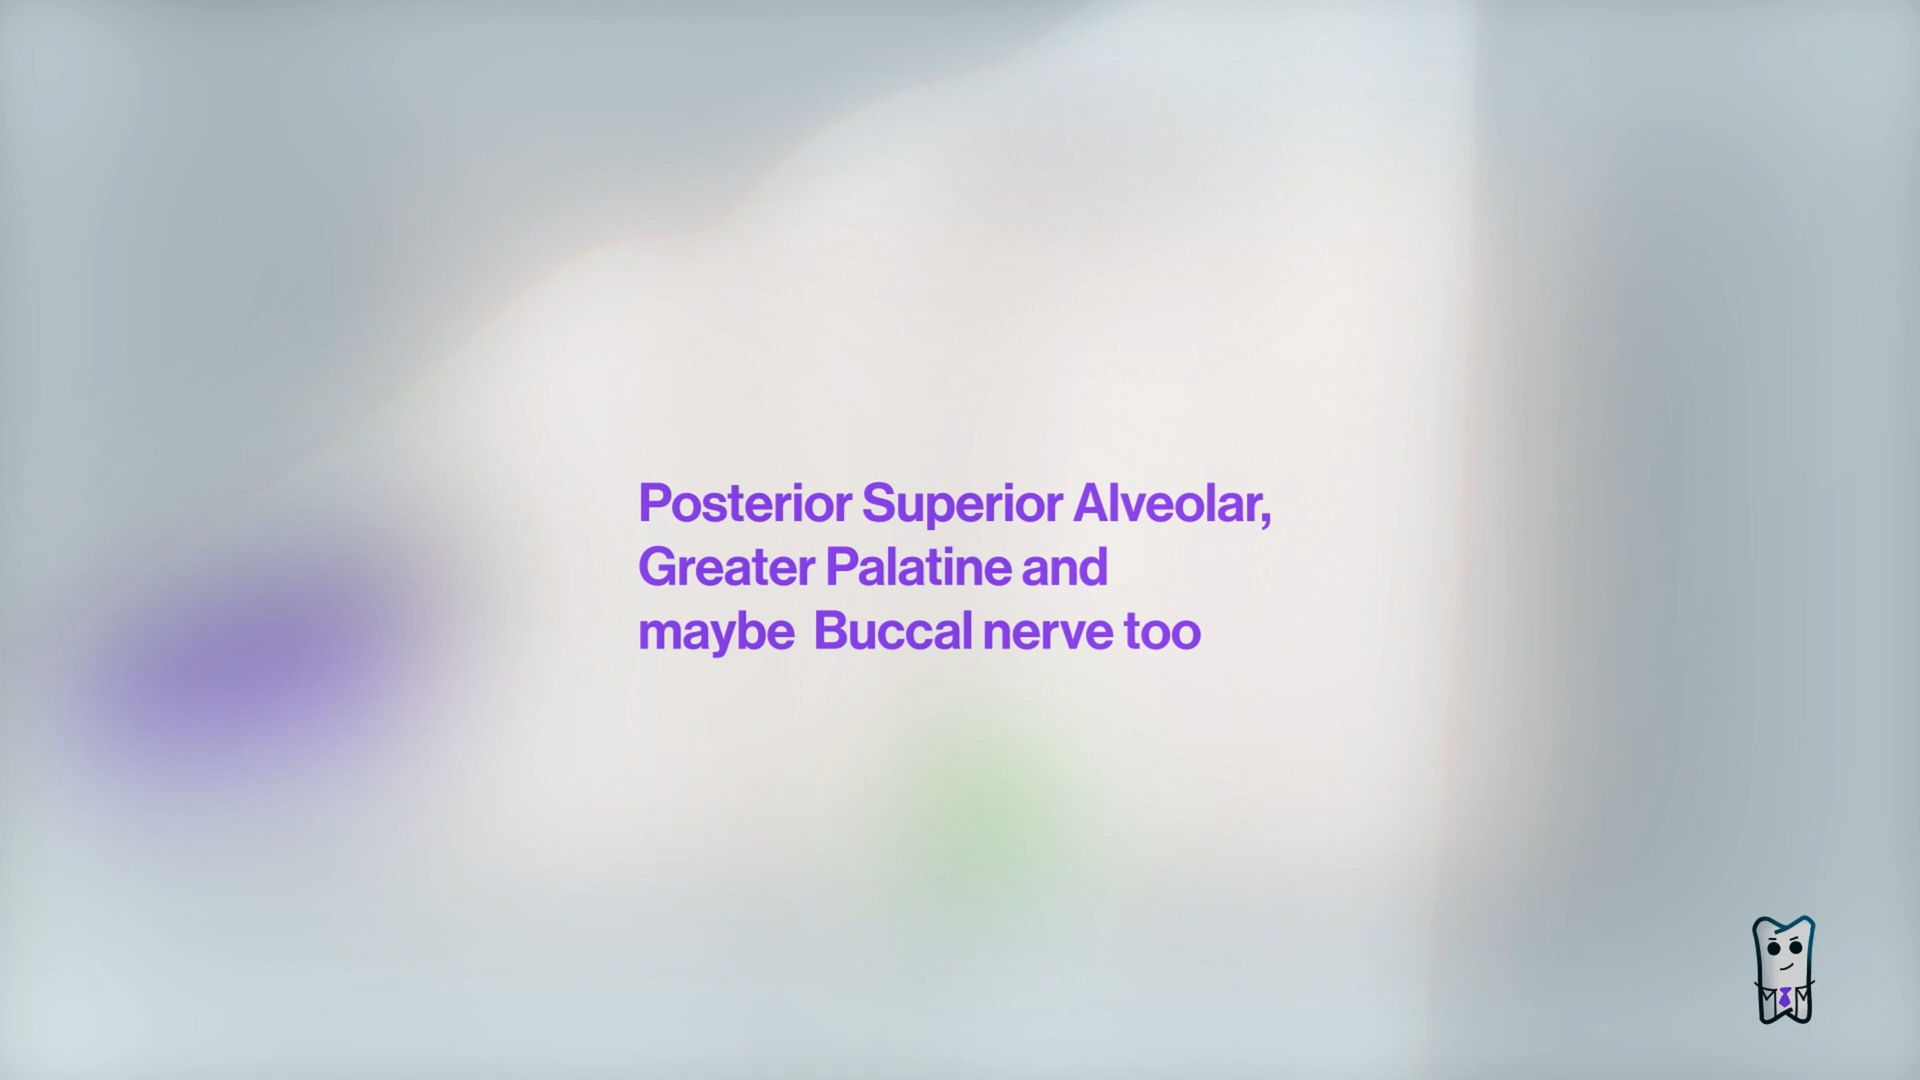 Posterior Superior Alveolar,
Greater Palatine and
maybe  Buccal nerve too